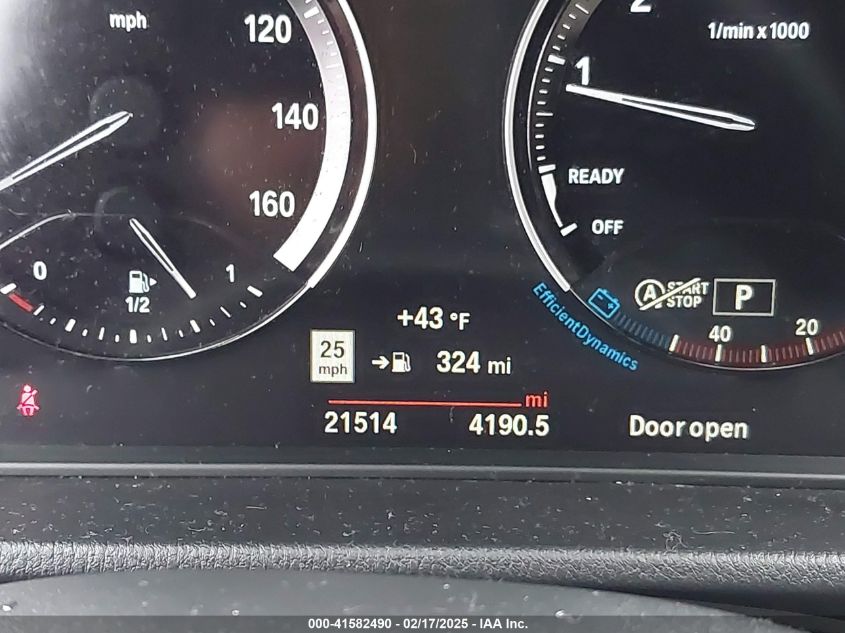 mph
120
140
160
0
1/2
1
2
1/min x 1000
1
READY
OFF
A START
STOP
P
40
20
EfficientDynamics
+43 °F
25
mph
324 mi
mi
21514
4190.5
Door open
000-41582490 - 02/17/2025 - IAA Inc.